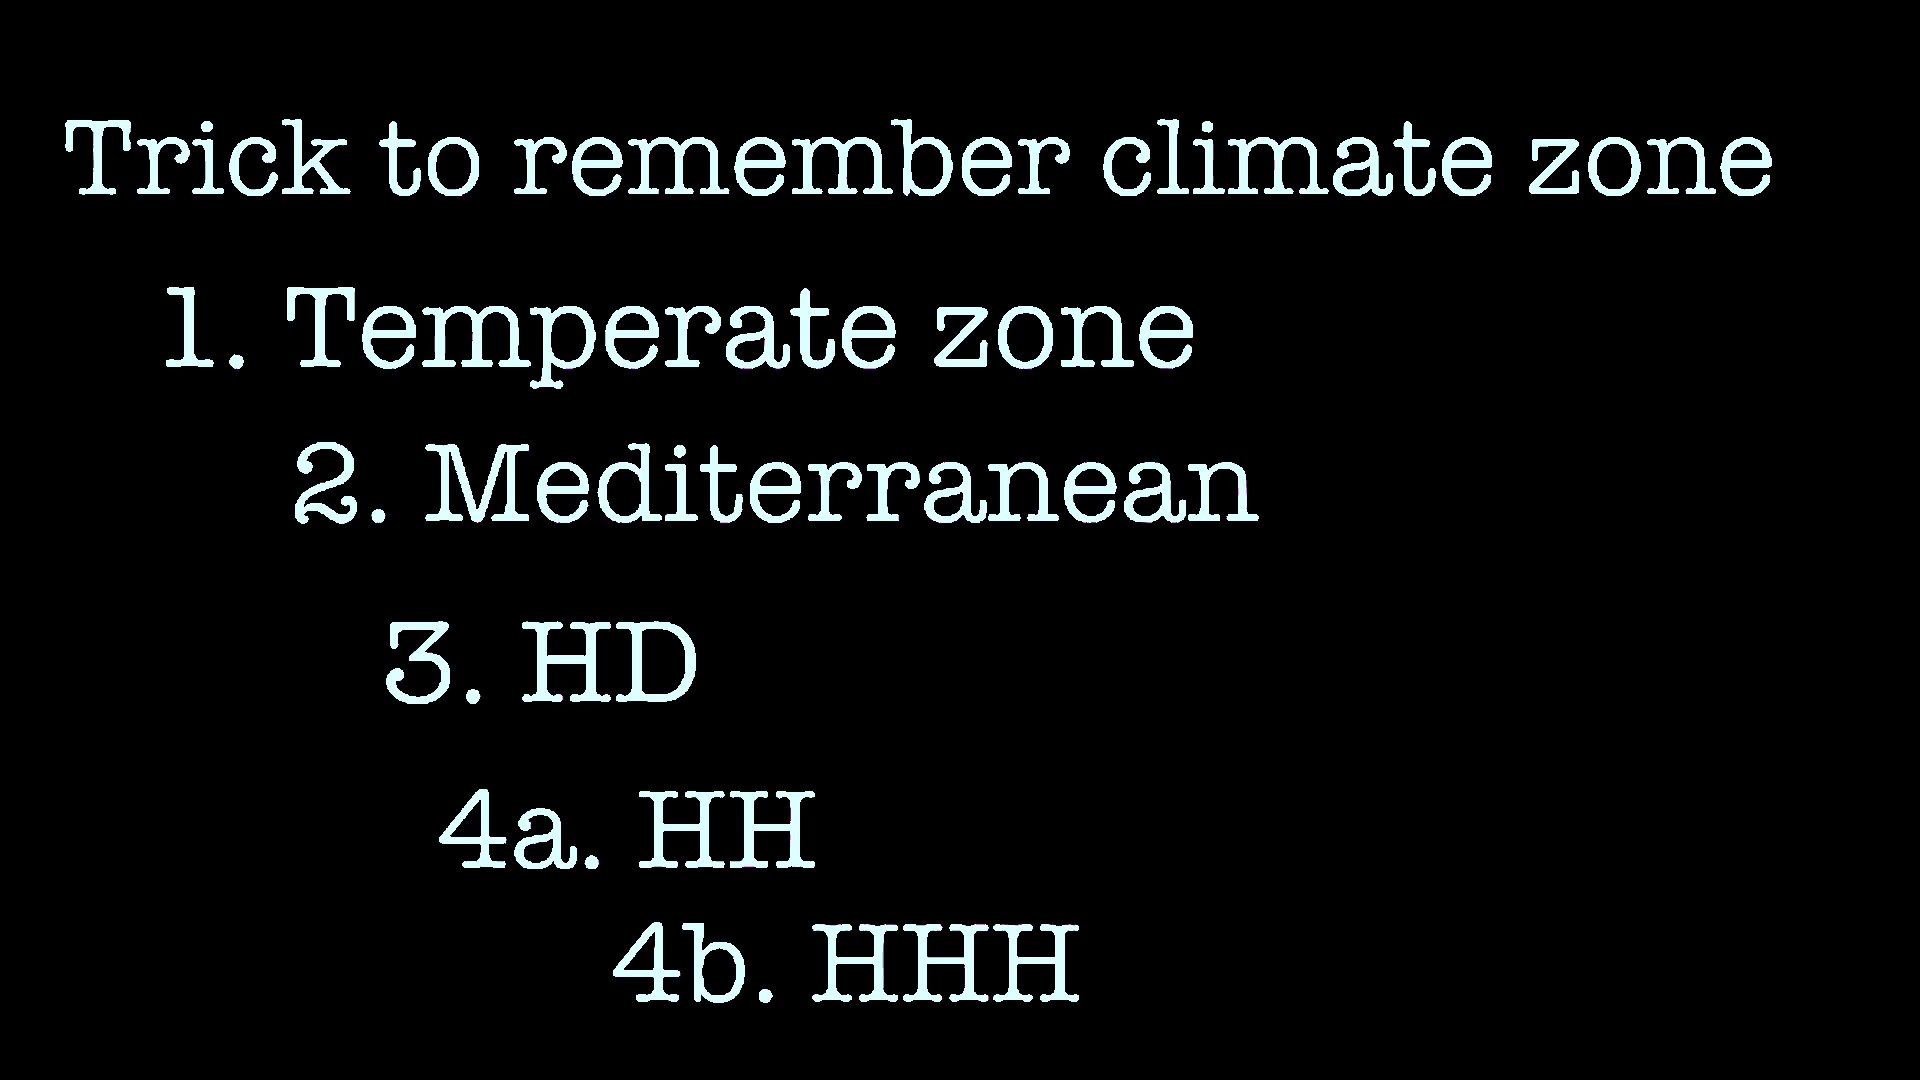 Trick to remember climate zone
1. Temperate zone
2. Mediterranean
3. HD
4a. HH
4b. HHH